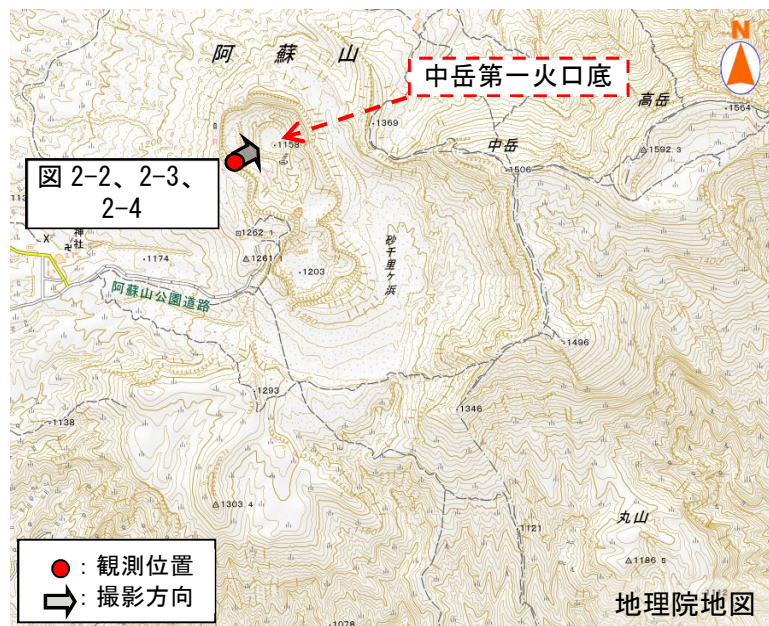 阿蘇山
N
中岳第一火口底
高岳
1564
1369
中岳
1592.3
1158
1506
図 2-2、2-3、
2-4
神社
1262.1
1174
1261.1
1203
砂千里ヶ浜
阿蘇山公園道路
1496
1293
1346
1138
1303.4
1121
丸山
1186.
：観測位置
：撮影方向
地理院地図
1078